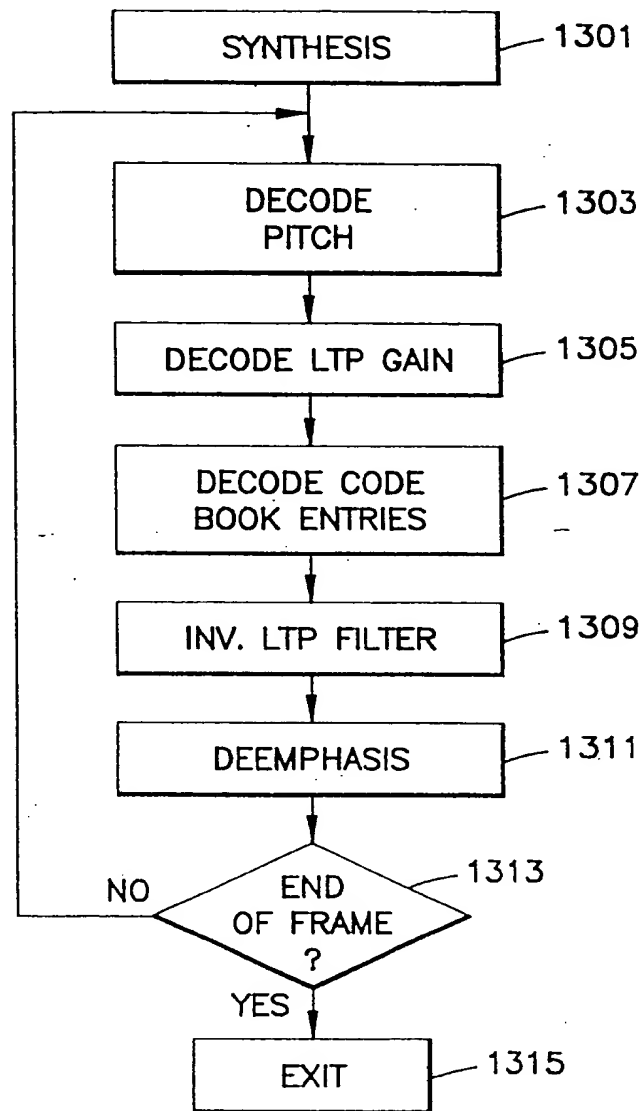 SYNTHESIS 1301
DECODE
PITCH 1303
DECODE LTP GAIN 1305
DECODE CODE
BOOK ENTRIES 1307
INV. LTP FILTER 1309
DEEMPHASIS 1311
NO
END
OF FRAME
? 1313
YES
EXIT 1315